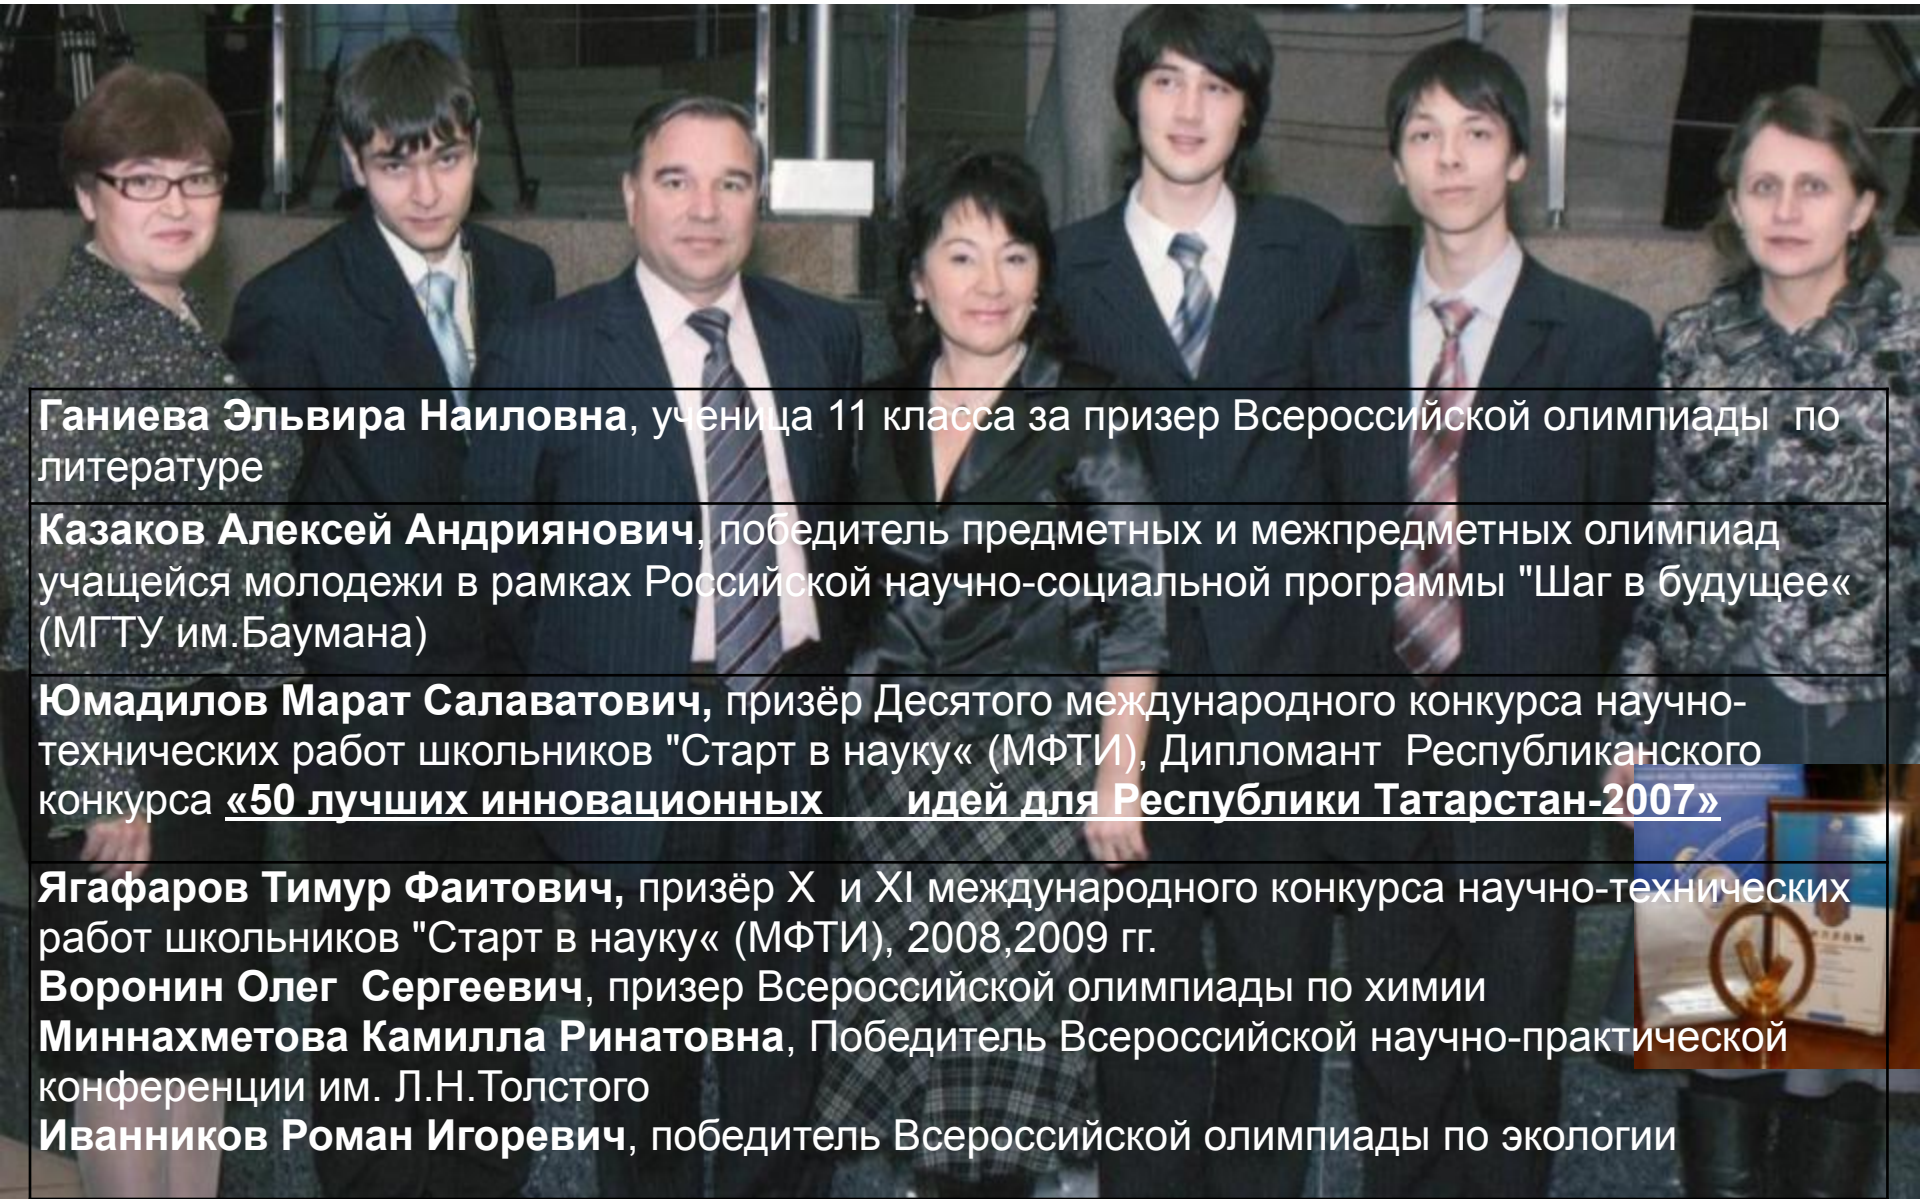 Ганиева Эльвира Наиловна, ученица 11 класса за призер Всероссийской олимпиады  по
литературе
Казаков Алексей Андриянович, победитель предметных и межпредметных олимпиад
учащейся молодежи в рамках Российской научно-социальной программы "Шаг в будущее«
(МГТУ им.Баумана)
Юмадилов Марат Салаватович, призёр Десятого международного конкурса научно-
технических работ школьников "Старт в науку« (МФТИ), Дипломант  Республиканского
конкурса «50 лучших инновационных      идей для Республики Татарстан-2007»
Ягафаров Тимур Фаитович, призёр X  и XI международного конкурса научно-технических
работ школьников "Старт в науку« (МФТИ), 2008,2009 гг.
Воронин Олег  Сергеевич, призер Всероссийской олимпиады по химии
Миннахметова Камилла Ринатовна, Победитель Всероссийской научно-практической
конференции им. Л.Н.Толстого
Иванников Роман Игоревич, победитель Всероссийской олимпиады по экологии